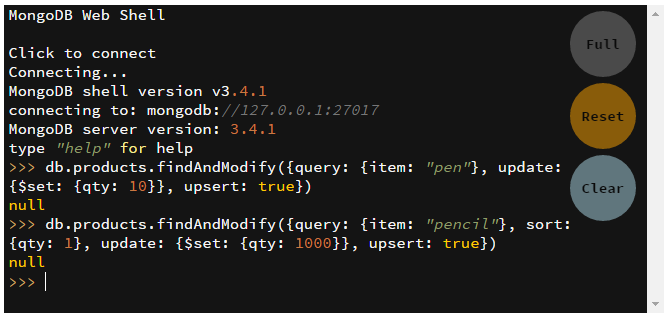 MongoDB Web Shell
Click to connect
Connecting...
MongoDB shell version v3.4.1
connecting to: mongodb://127.0.0.1:27017
MongoDB server version: 3.4.1
type "help" for help
>>> db.products.findAndModify({query: {item: "pen"}, update:
{$set: {qty: 10}}, upsert: true})
null
>>> db.products.findAndModify({query: {item: "pencil"}, sort:
{qty: 1}, update: {$set: {qty: 1000}}, upsert: true})
null
>>>
Full
Reset
Clear